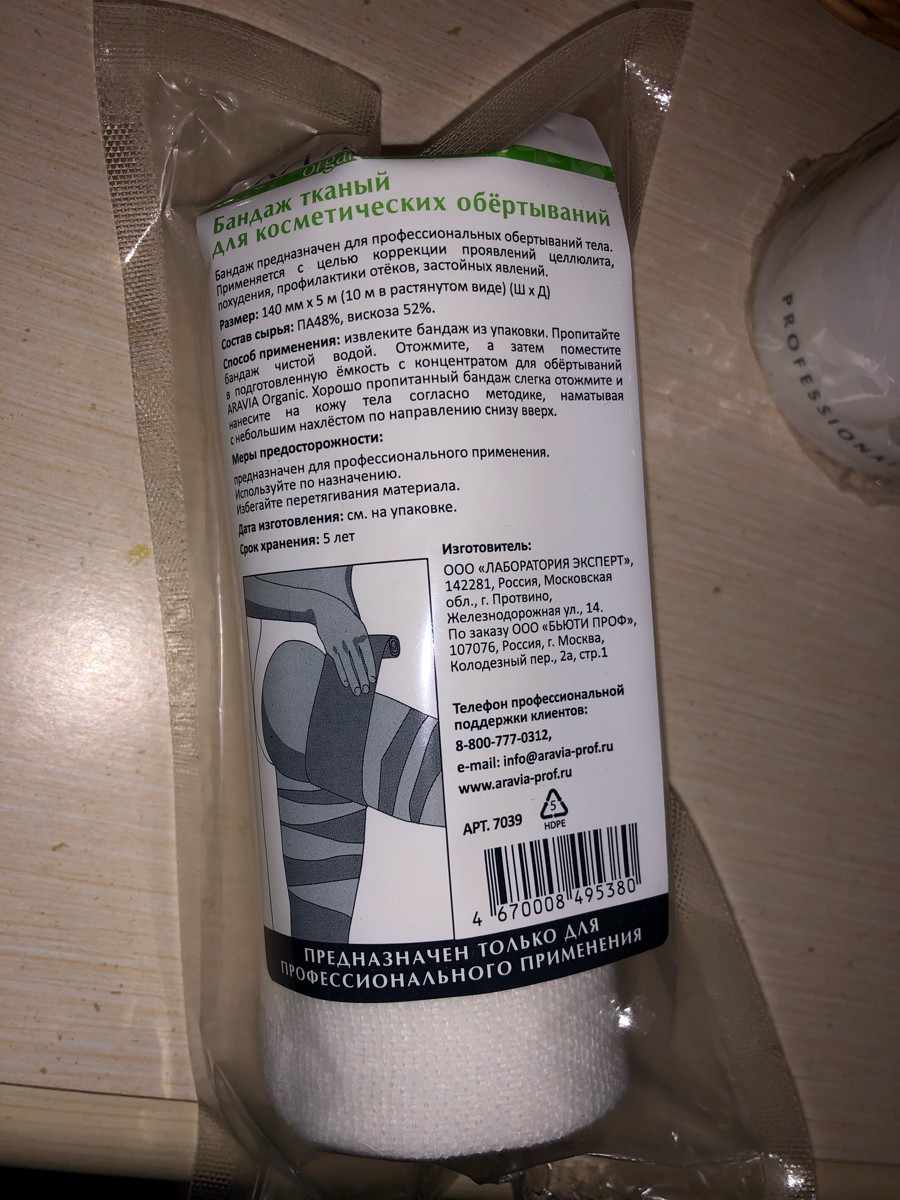 organ
Бандаж тканый
для косметических обёртываний
Бандаж предназначен для профессиональных обертываний тела.
Применяется с целью коррекции проявлений целлюлита,
похудения, профилактики отёков, застойных явлений.
Размер: 140 мм х 5 м (10 м в растянутом виде) (Ш х Д)
Состав сырья: ПА48%, вискоза 52%.
Способ применения: извлеките бандаж из упаковки. Пропитайте
бандаж чистой водой. Отожмите, а затем поместите
в подготовленную ёмкость с концентратом для обёртываний
ARAVIA Organic. Хорошо пропитанный бандаж слегка отожмите и
нанесите на кожу тела согласно методике, наматывая
с небольшим нахлёстом по направлению снизу вверх.
Меры предосторожности:
предназначен для профессионального применения.
Используйте по назначению.
Избегайте перетягивания материала.
Дата изготовления: см. на упаковке.
Срок хранения: 5 лет
Изготовитель:
ООО «ЛАБОРАТОРИЯ ЭКСПЕРТ»,
142281, Россия, Московская
обл., г. Протвино,
Железнодорожная ул., 14.
По заказу ООО «БЬЮТИ ПРОФ»,
107076, Россия, г. Москва,
Колодезный пер., 2а, стр.1
Телефон профессиональной
поддержки клиентов:
8-800-777-0312,
e-mail: info@aravia-prof.ru
www.aravia-prof.ru
АРТ. 7039
5
HDPE
4 670008 495380
ПРЕДНАЗНАЧЕН ТОЛЬКО ДЛЯ
ПРОФЕССИОНАЛЬНОГО ПРИМЕНЕНИЯ
PROFESSIONAL